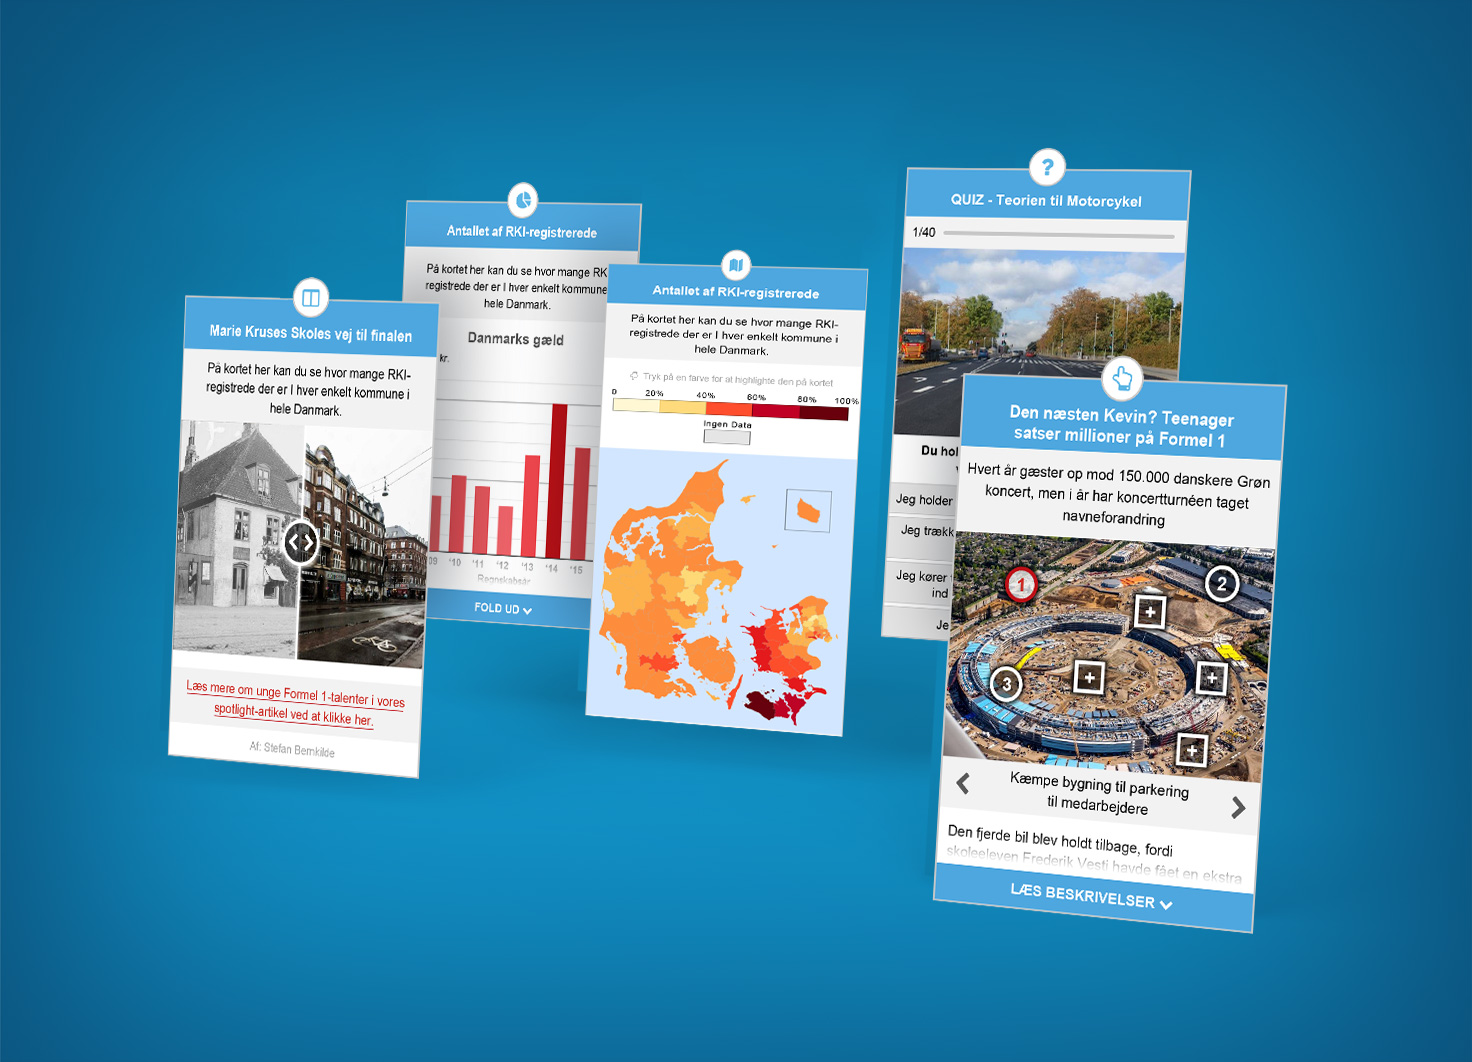 Marie Kruses Skoles vej til finalen
På kortet her kan du se hvor mange RKI-
registrede der er I hver enkelt kommune i
hele Danmark.
Læs mere om unge Formel 1-talenter i vores
spotlight-artikel ved at klikke her.
Af: Stefan Bernkilde
Antallet af RKI-registrerede
På kortet her kan du se hvor mange RK
registrede der er I hver enkelt kommune
hele Danmark.
Danmarks gæld
kr.
09 '10 '11 '12 '13 '14 '15
Regnskabsår
FOLD UD
Antallet af RKI-registrerede
På kortet her kan du se hvor mange RKI-
registrede der er I hver enkelt kommune i
hele Danmark.
Tryk på en farve for at highlighte den på kortet
0 20% 40% 60% 80% 100%
Ingen Data
?
QUIZ - Teorien til Motorcykel
1/40
Du hol
Jeg holder
Jeg trækk
Jeg kører
ind
Je
Den næsten Kevin? Teenager
satser millioner på Formel 1
Hvert år gæster op mod 150.000 danskere Grøn
koncert, men i år har koncertturnéen taget
navneforandring
1
2
3
Kæmpe bygning til parkering
til medarbejdere
Den fjerde bil blev holdt tilbage, fordi
skoleeleven Frederik Vesti havde fået en ekstra
LÆS BESKRIVELSER